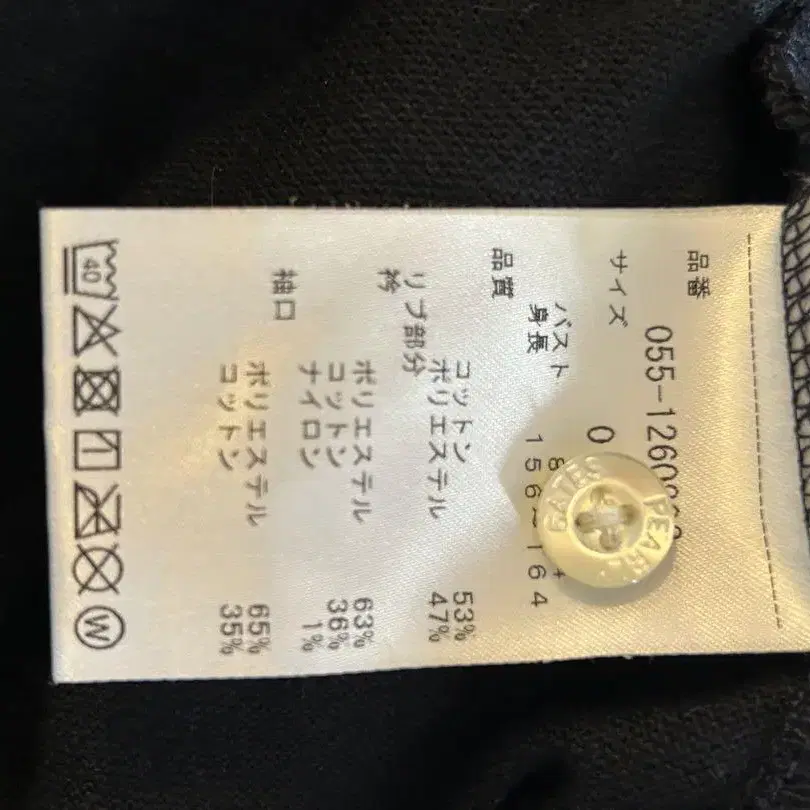 品番
055-1260
サイズ
0
バスト 8 4
身長 156~164
品質
コットン 53%
ポリエステル 47%
リブ部分
衿
ポリエステル 63%
コットン 36%
ナイロン 1%
袖口
ポリエステル 65%
コットン 35%
40
W
PEARLY GATES